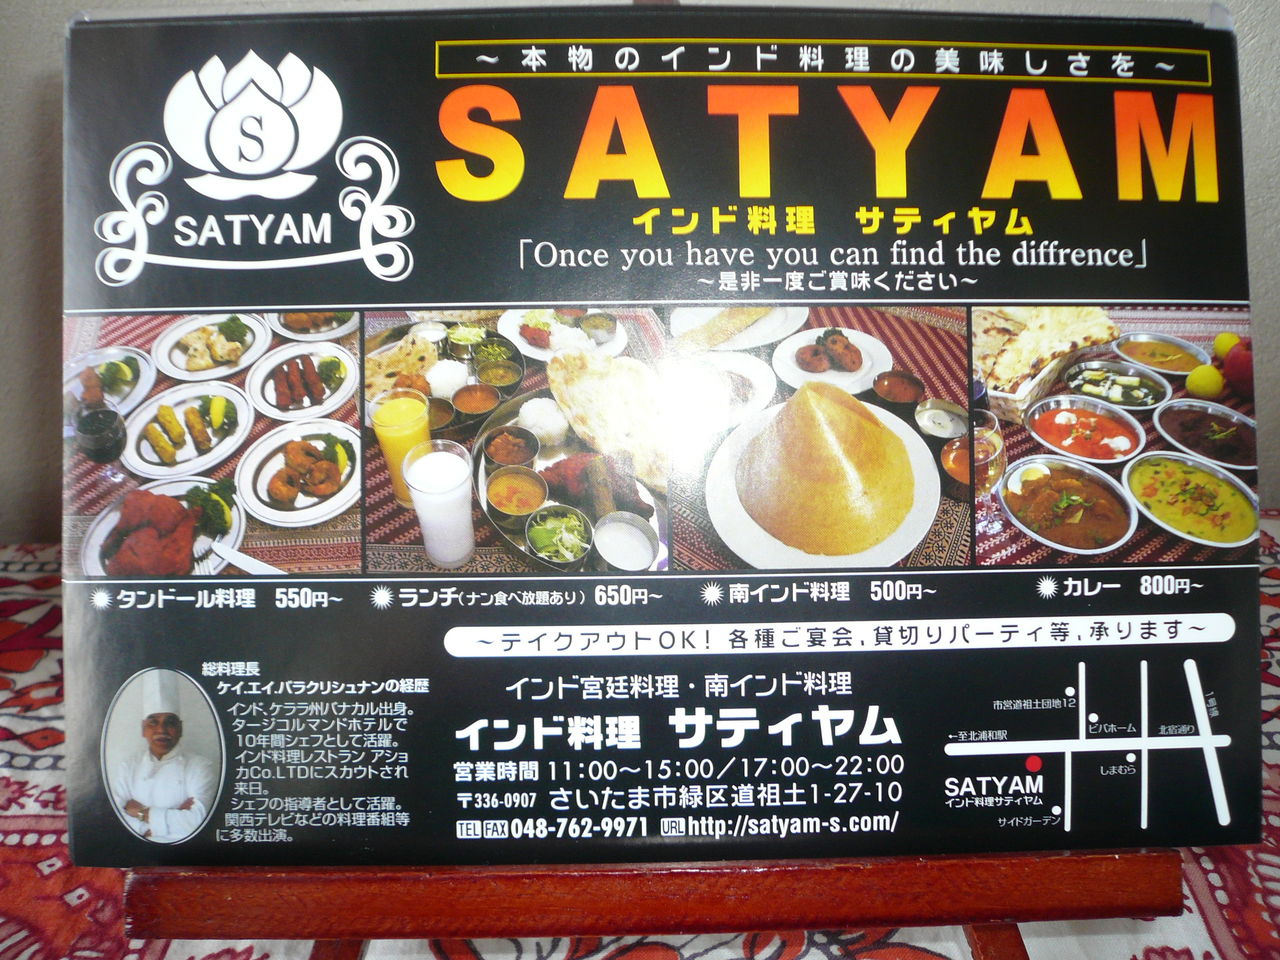 ～本物のインド料理の美味しさを～
SATYAM
インド料理 サティヤム
「Once you have you can find the diffrence」
～是非一度ご賞味ください～
S
SATYAM
タンドール料理 550円～
ランチ(ナン食べ放題あり) 650円～
南インド料理 500円～
カレー 800円～
～テイクアウトOK! 各種ご宴会、貸切りパーティ等、承ります～
総料理長
ケイ.エイ.バラクリシュナンの経歴
インド、ケララ州パナカル出身。
タージコルマンドホテルで
10年間シェフとして活躍。
インド料理レストラン アショ
カCo.LTDにスカウトされ
来日。
シェフの指導者として活躍。
関西テレビなどの料理番組等
に多数出演。
インド宮廷料理・南インド料理
インド料理 サティヤム
営業時間 11:00～15:00／17:00～22:00
〒336-0907 さいたま市緑区道祖土1-27-10
TEL FAX 048-762-9971 URL http://satyam-s.com/
市営道祖土団地12
ビバホーム
北宿通り
1号線
←至北浦和駅
しまむら
SATYAM
インド料理サティヤム
サイドガーデン